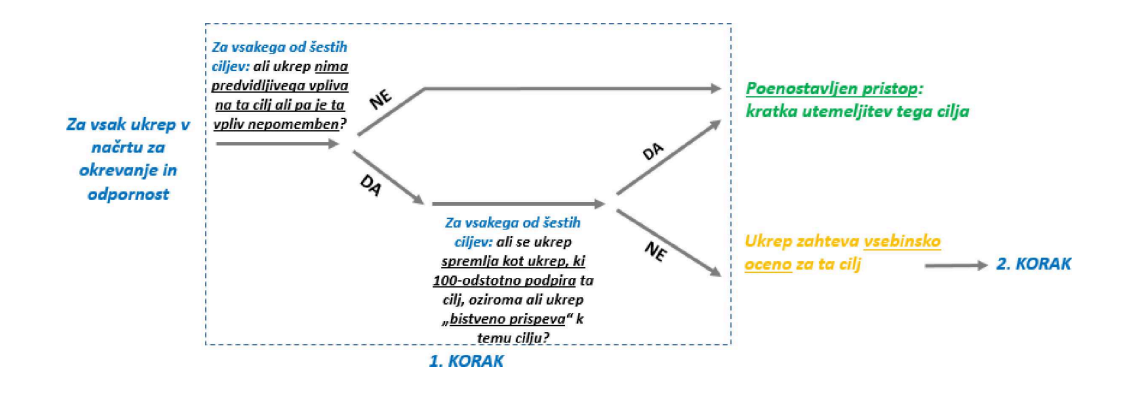 Za vsak ukrep v
načrtu za
okrevanje in
odpornost
Za vsakega od šestih
ciljev: ali ukrep nima
predvidljivega vpliva
na ta cilj ali pa je ta
vpliv nepomemben?
NE
DA
Za vsakega od šestih
ciljev: ali se ukrep
spremlja kot ukrep, ki
100-odstotno podpira ta
cilj, oziroma ali ukrep
„bistveno prispeva“ k
temu cilju?
DA
NE
Poenostavljen pristop:
kratka utemeljitev tega cilja
Ukrep zahteva vsebinsko
oceno za ta cilj
2. KORAK
1. KORAK